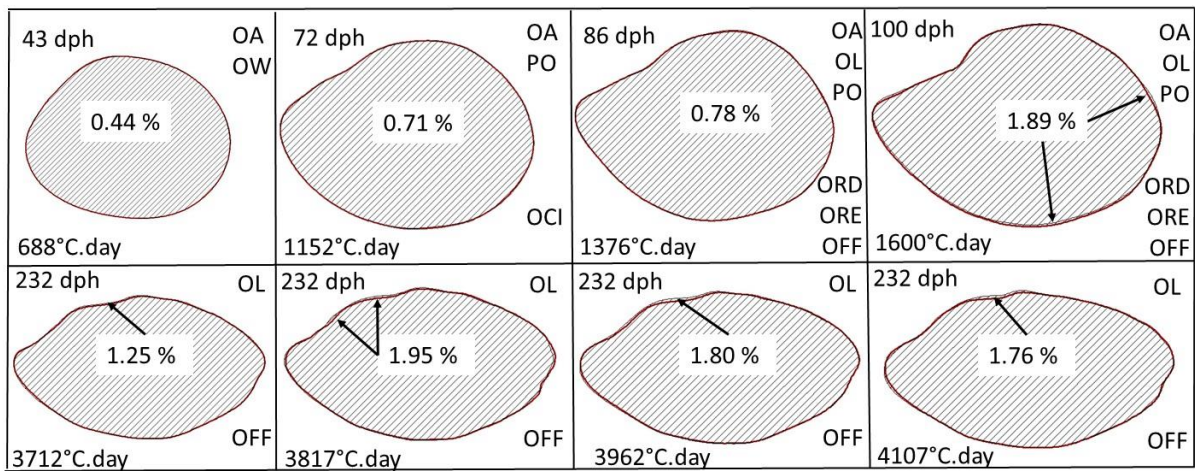 43 dph
OA
OW
0.44 %
688°C.day
72 dph
OA
PO
0.71 %
OCI
1152°C.day
86 dph
OA
OL
PO
0.78 %
ORD
ORE
OFF
1376°C.day
100 dph
OA
OL
PO
1.89 %
ORD
ORE
OFF
1600°C.day
232 dph
OL
1.25 %
OFF
3712°C.day
232 dph
OL
1.95 %
OFF
3817°C.day
232 dph
OL
1.80 %
OFF
3962°C.day
232 dph
OL
1.76 %
OFF
4107°C.day